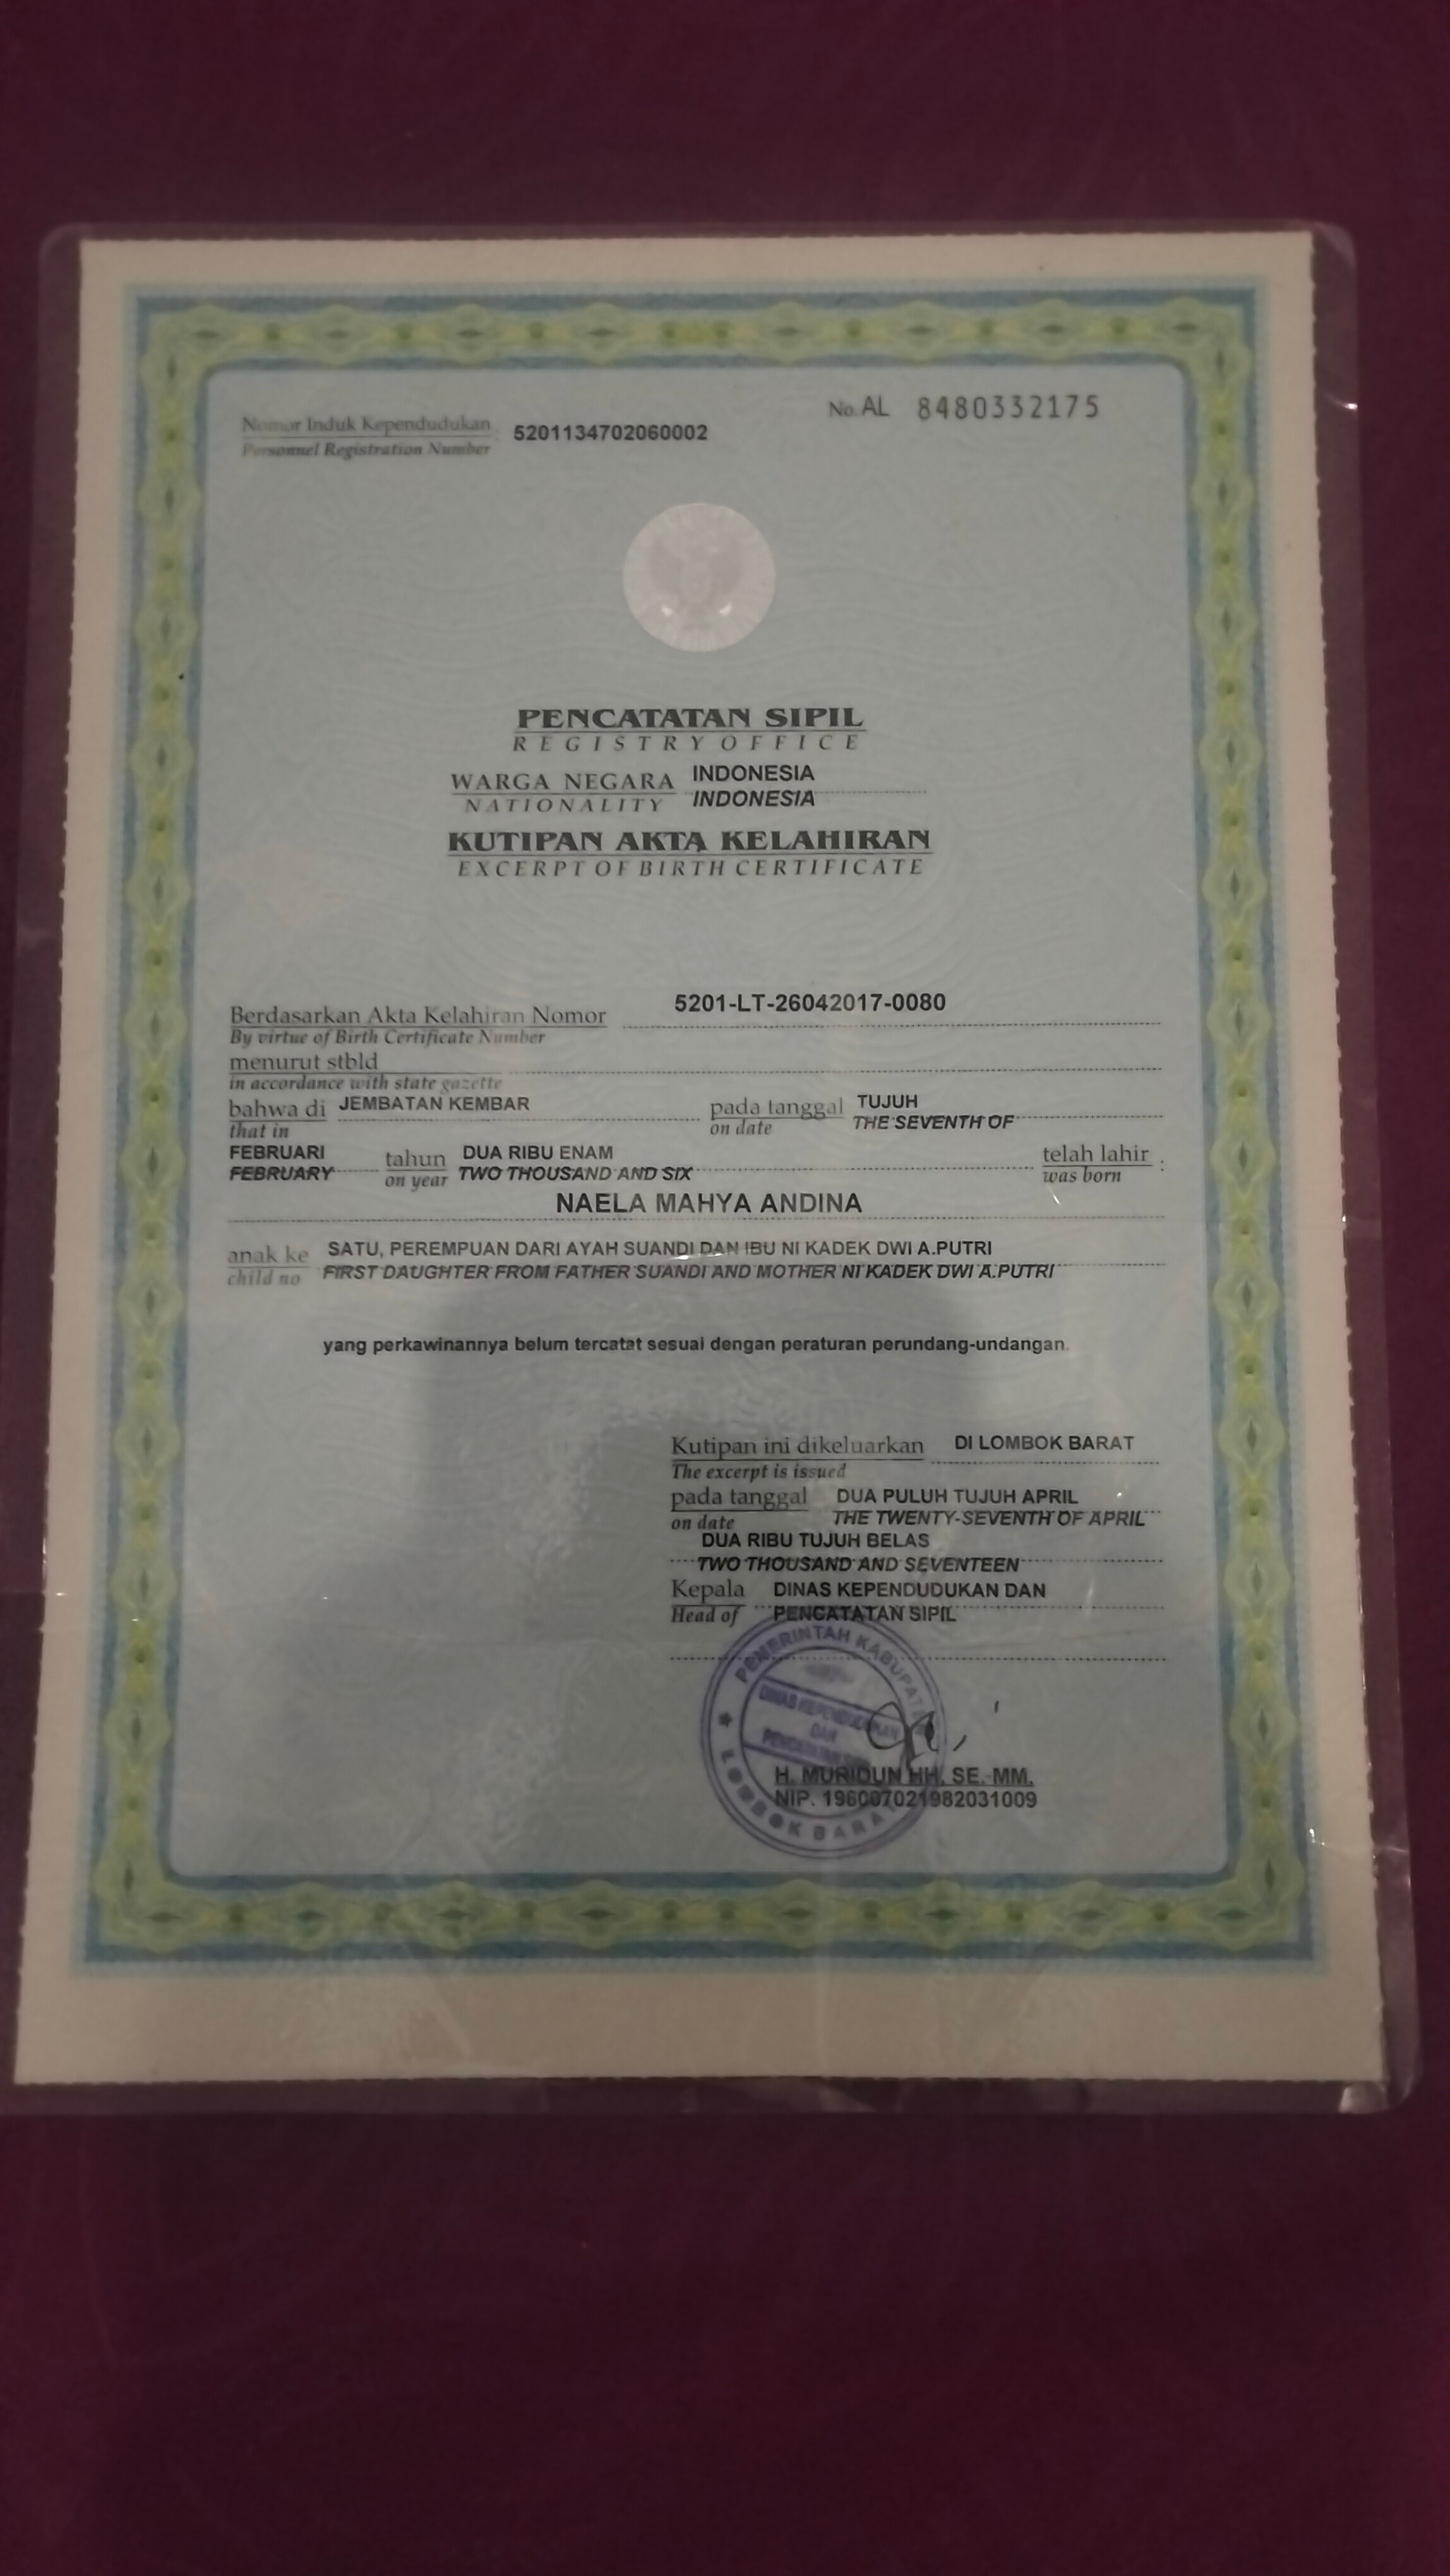 No. AL 8480332175
Nomor Induk Kependudukan 5201134702060002
Personnel Registration Number
PENCATATAN SIPIL
REGISTRY OFFICE
WARGA NEGARA INDONESIA
NATIONALITY INDONESIA
KUTIPAN AKTA KELAHIRAN
EXCERPT OF BIRTH CERTIFICATE
Berdasarkan Akta Kelahiran Nomor 5201-LT-26042017-0080
By virtue of Birth Certificate Number
menurut stbld
in accordance with state gazette
bahwa di JEMBATAN KEMBAR pada tanggal TUJUH
that in on date THE SEVENTH OF
FEBRUARI tahun DUA RIBU ENAM telah lahir :
FEBRUARY on year TWO THOUSAND AND SIX was born
NAELA MAHYA ANDINA
anak ke SATU, PEREMPUAN DARI AYAH SUANDI DAN IBU NI KADEK DWI A.PUTRI
child no FIRST DAUGHTER FROM FATHER SUANDI AND MOTHER NI KADEK DWI A.PUTRI
yang perkawinannya belum tercatat sesuai dengan peraturan perundang-undangan.
Kutipan ini dikeluarkan DI LOMBOK BARAT
The excerpt is issued
pada tanggal DUA PULUH TUJUH APRIL
on date THE TWENTY-SEVENTH OF APRIL
DUA RIBU TUJUH BELAS
TWO THOUSAND AND SEVENTEEN
Kepala DINAS KEPENDUDUKAN DAN
Head of PENCATATAN SIPIL
PEMERINTAH KABUPATEN
DINAS KEPENDUDUKAN
DAN
PENCATATAN SIPIL
LOMBOK BARAT
H. MURIDUN HH, SE. MM.
NIP. 196007021982031009